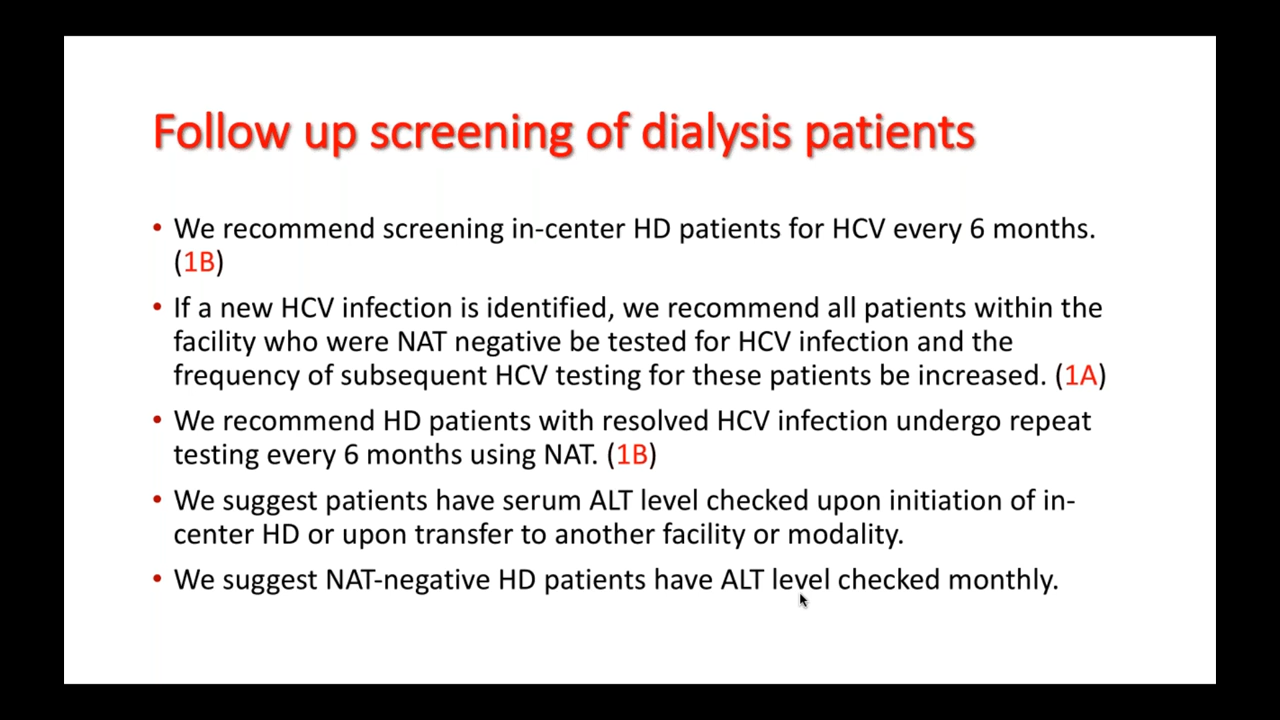 Follow up screening of dialysis patients
• We recommend screening in-center HD patients for HCV every 6 months.
(1B)
• If a new HCV infection is identified, we recommend all patients within the
facility who were NAT negative be tested for HCV infection and the
frequency of subsequent HCV testing for these patients be increased. (1A)
• We recommend HD patients with resolved HCV infection undergo repeat
testing every 6 months using NAT. (1B)
• We suggest patients have serum ALT level checked upon initiation of in-
center HD or upon transfer to another facility or modality.
• We suggest NAT-negative HD patients have ALT level checked monthly.